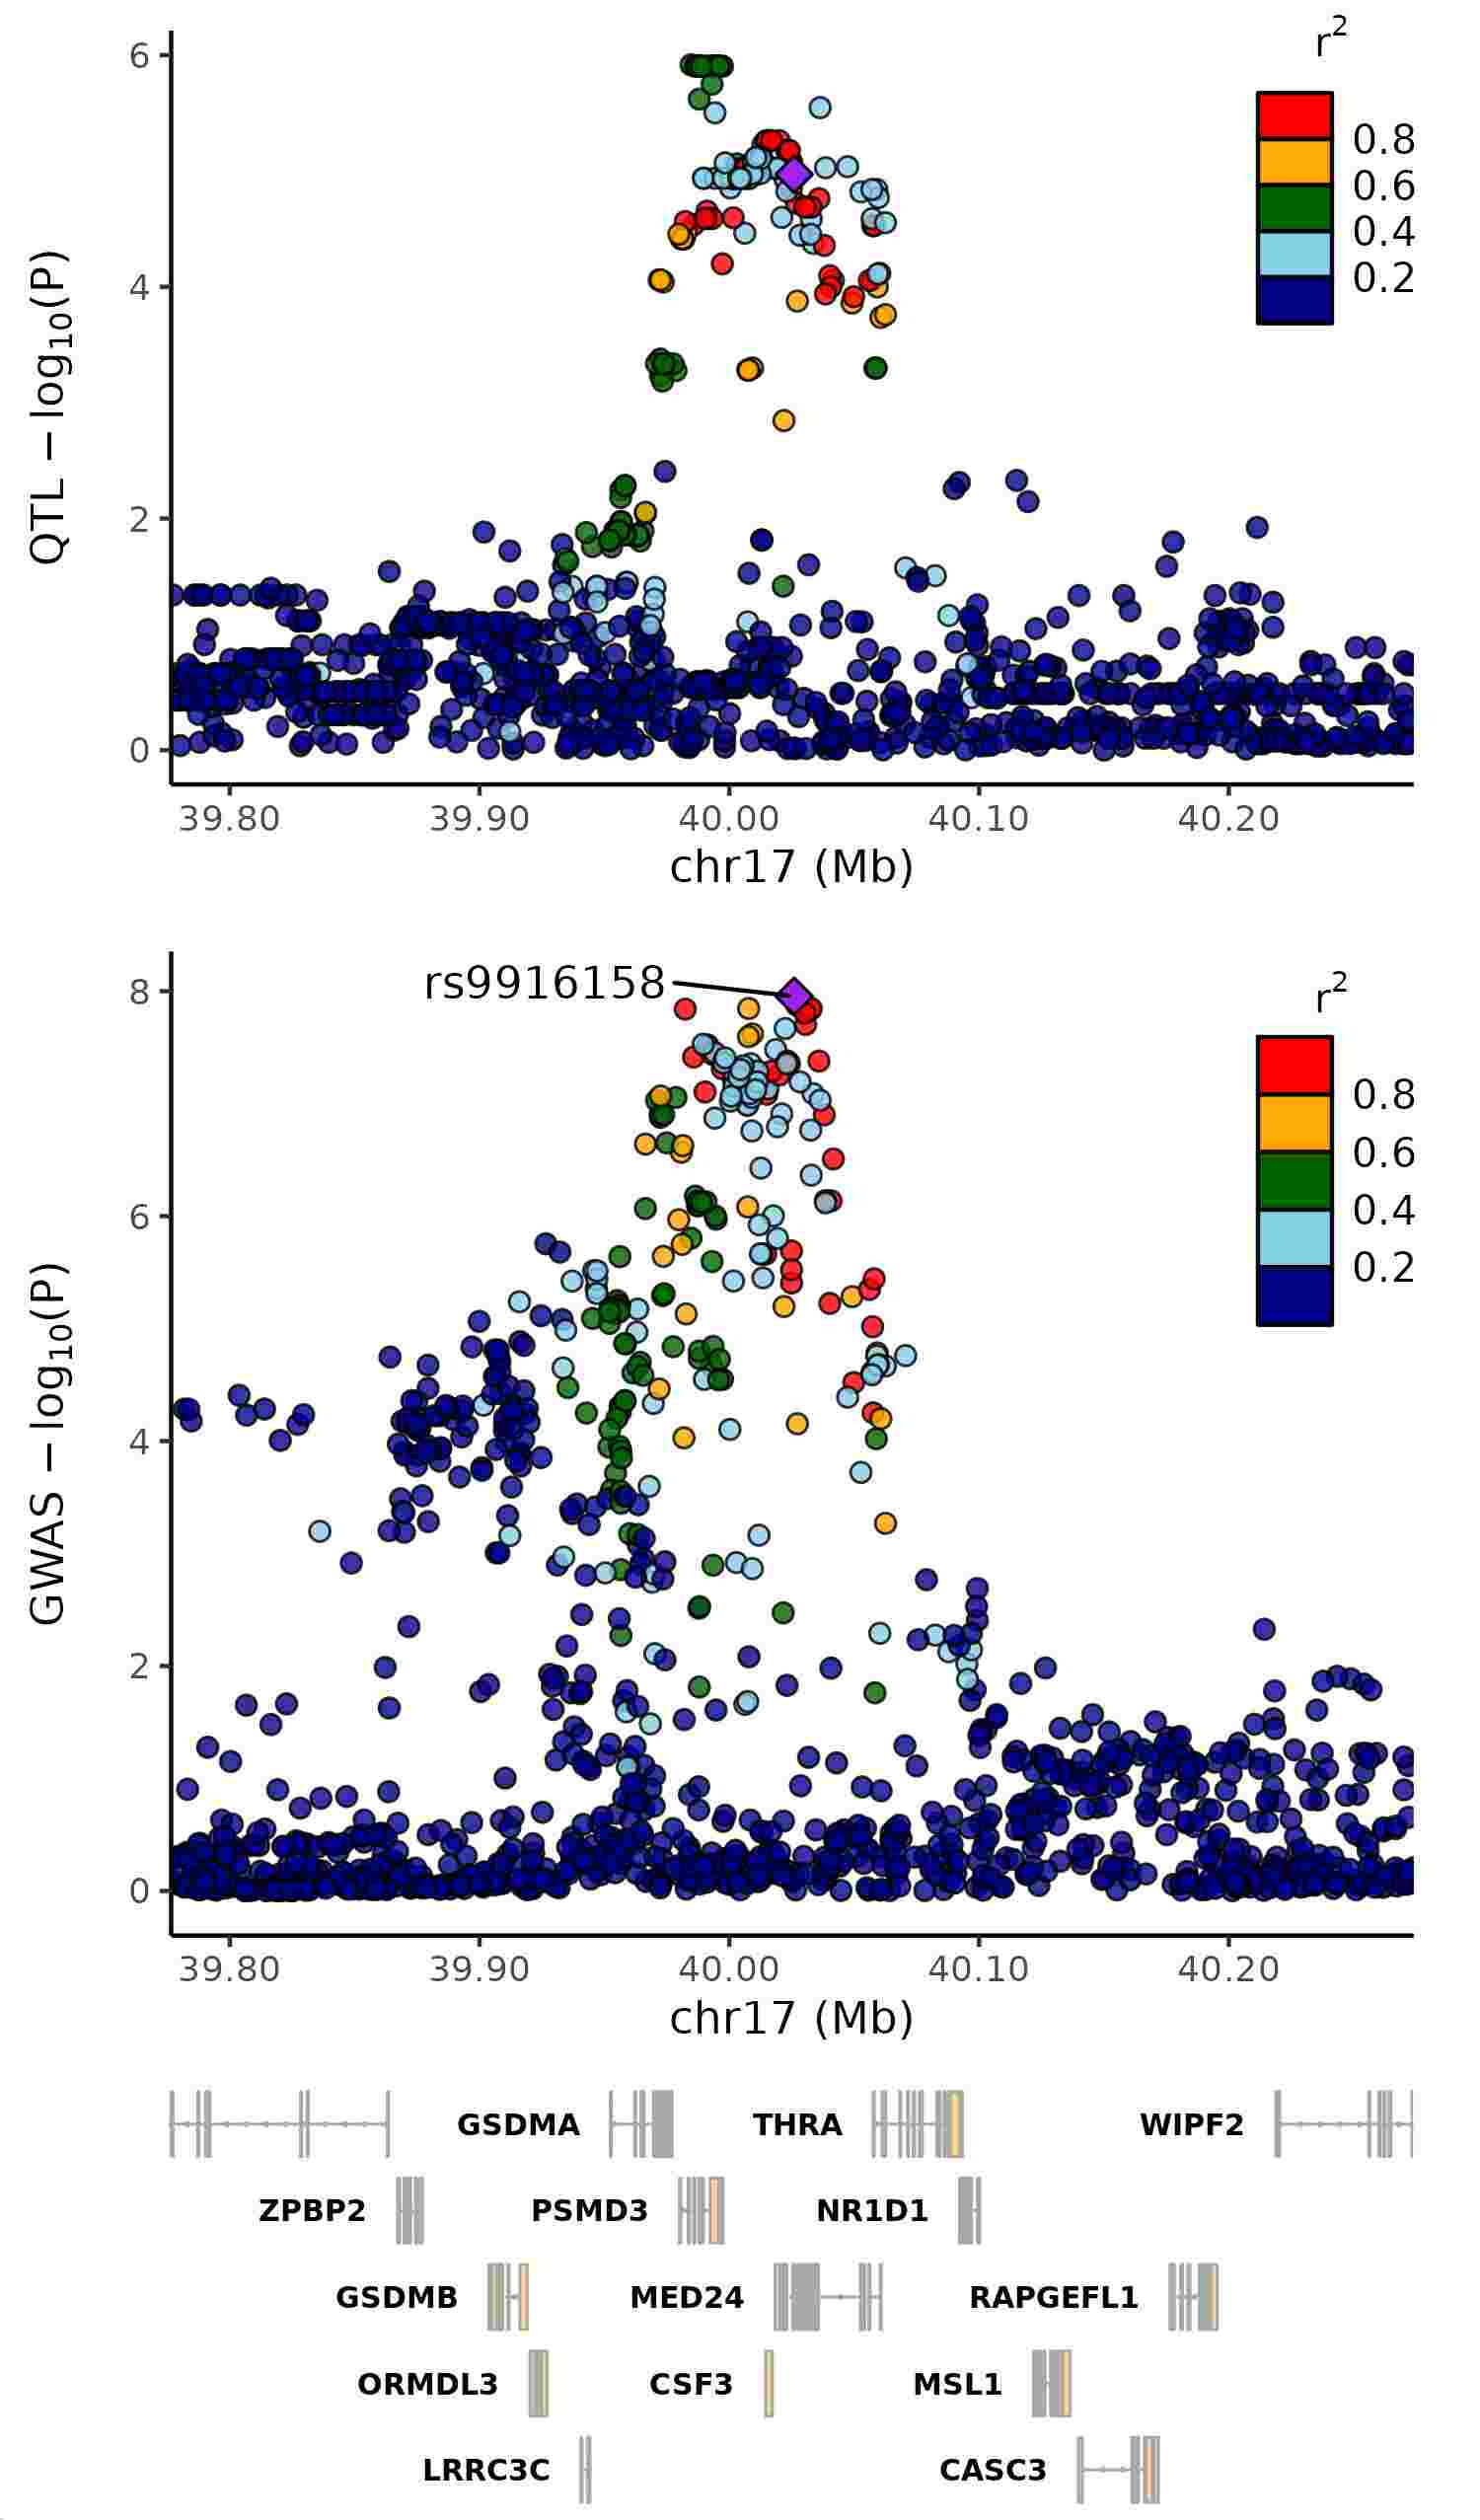 r²
6
4
2
0
QTL −log₁₀(P)
0.8
0.6
0.4
0.2
39.80 39.90 40.00 40.10 40.20
chr17 (Mb)
rs9916158
r²
8
6
4
2
0
GWAS −log₁₀(P)
0.8
0.6
0.4
0.2
39.80 39.90 40.00 40.10 40.20
chr17 (Mb)
GSDMA THRA WIPF2
ZPBP2 PSMD3 NR1D1
GSDMB MED24 RAPGEFL1
ORMDL3 CSF3 MSL1
LRRC3C CASC3